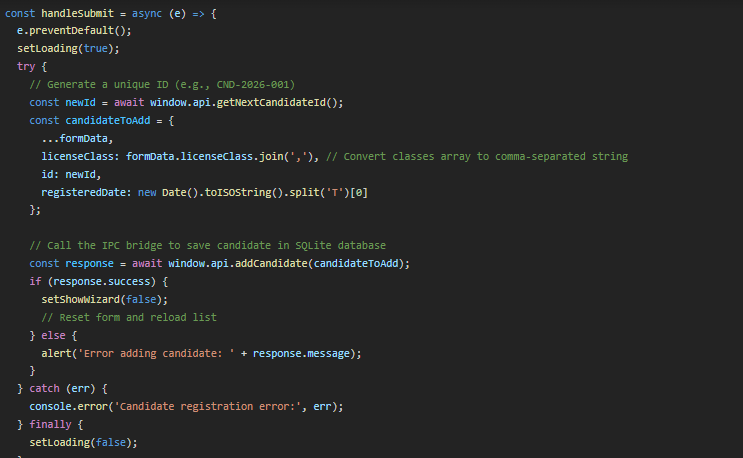 const handleSubmit = async (e) => {
  e.preventDefault();
  setLoading(true);
  try {
    // Generate a unique ID (e.g., CND-2026-001)
    const newId = await window.api.getNextCandidateId();
    const candidateToAdd = {
      ...formData,
      licenseClass: formData.licenseClass.join(','), // Convert classes array to comma-separated string
      id: newId,
      registeredDate: new Date().toISOString().split('T')[0]
    };

    // Call the IPC bridge to save candidate in SQLite database
    const response = await window.api.addCandidate(candidateToAdd);
    if (response.success) {
      setShowWizard(false);
      // Reset form and reload list
    } else {
      alert('Error adding candidate: ' + response.message);
    }
  } catch (err) {
    console.error('Candidate registration error:', err);
  } finally {
    setLoading(false);